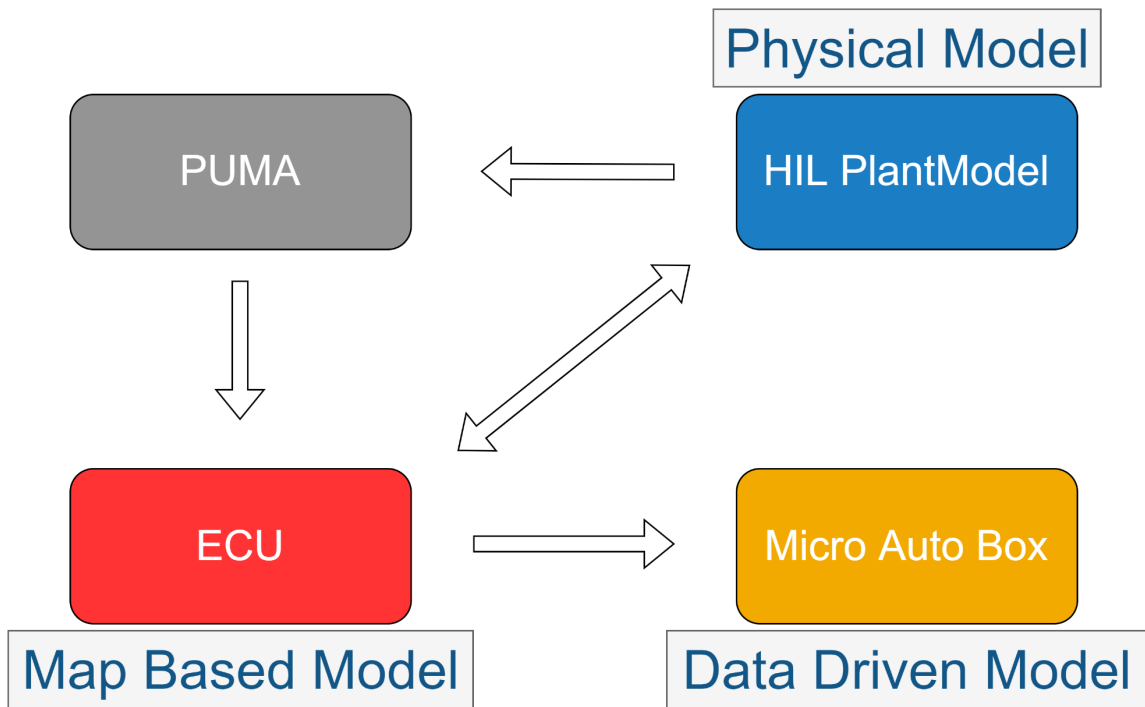 Physical Model
PUMA
HIL PlantModel
ECU
Micro Auto Box
Map Based Model
Data Driven Model